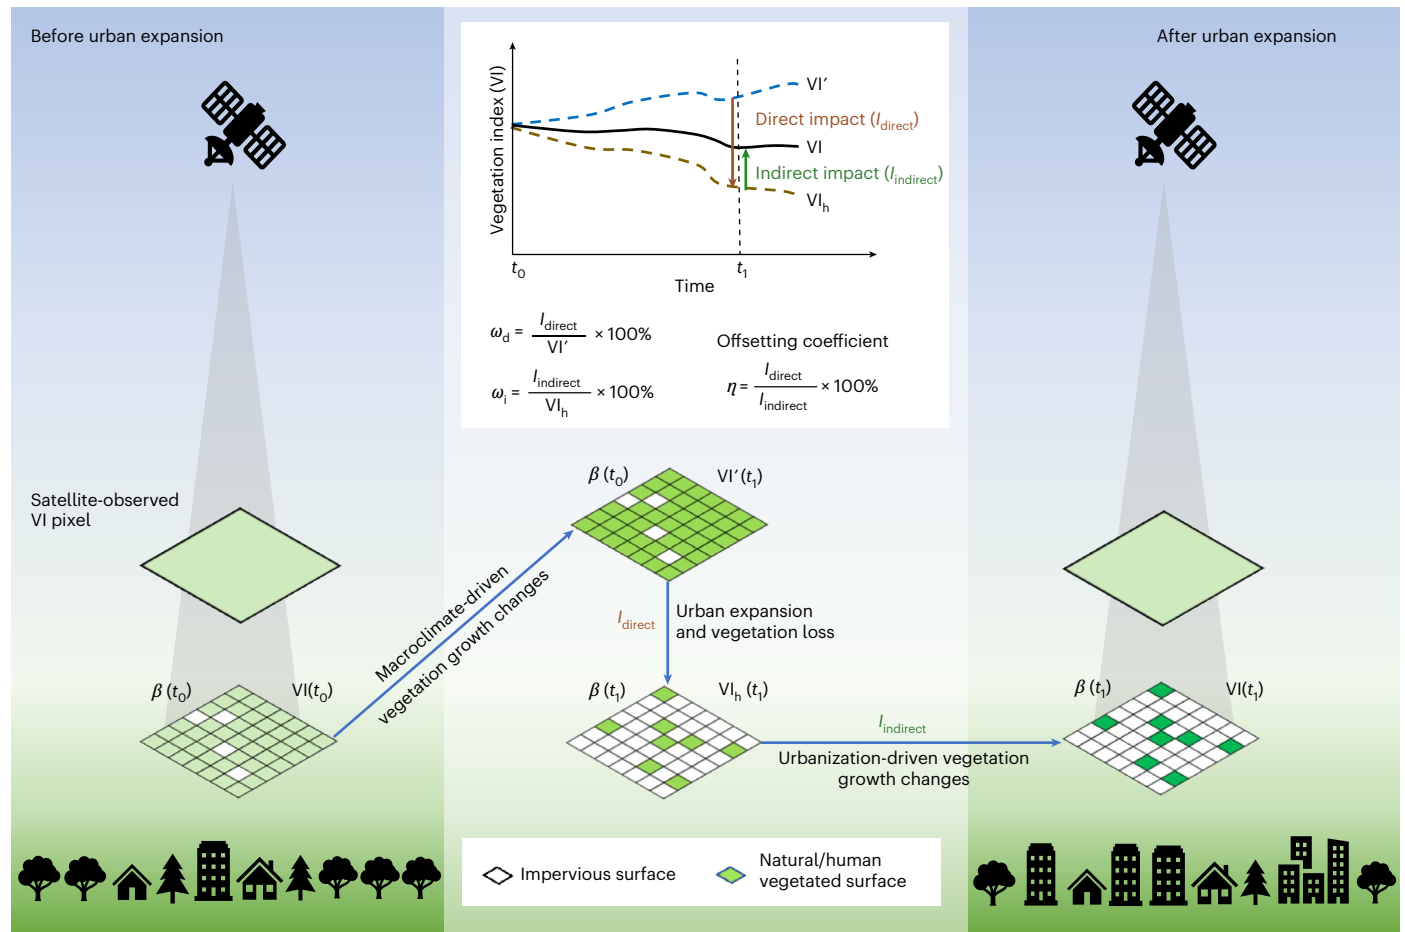 Before urban expansion
After urban expansion
Vegetation index (VI)
VI′
Direct impact (I_direct)
VI
Indirect impact (I_indirect)
VI_h
t_0
t_1
Time
ω_d = I_direct / VI′ × 100%
Offsetting coefficient
ω_i = I_indirect / VI_h × 100%
η = I_direct / I_indirect × 100%
Satellite-observed
VI pixel
β (t_0)
VI′(t_1)
Macroclimate-driven
vegetation growth changes
I_direct
Urban expansion
and vegetation loss
β (t_0)
VI(t_0)
β (t_1)
VI_h (t_1)
I_indirect
Urbanization-driven vegetation
growth changes
β (t_1)
VI(t_1)
Impervious surface
Natural/human
vegetated surface